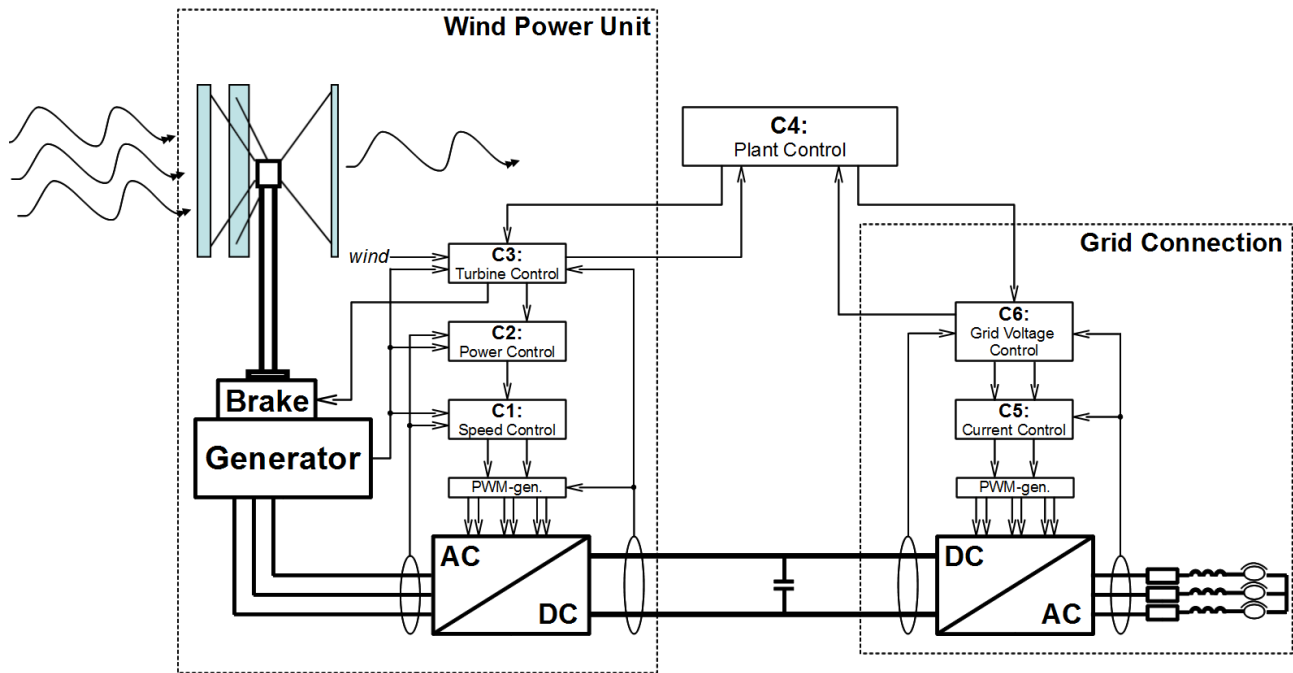 Wind Power Unit
C4:
Plant Control
Grid Connection
wind
C3:
Turbine Control
C6:
Grid Voltage
Control
C2:
Power Control
Brake
C1:
Speed Control
C5:
Current Control
Generator
PWM-gen.
PWM-gen.
AC
DC
DC
AC